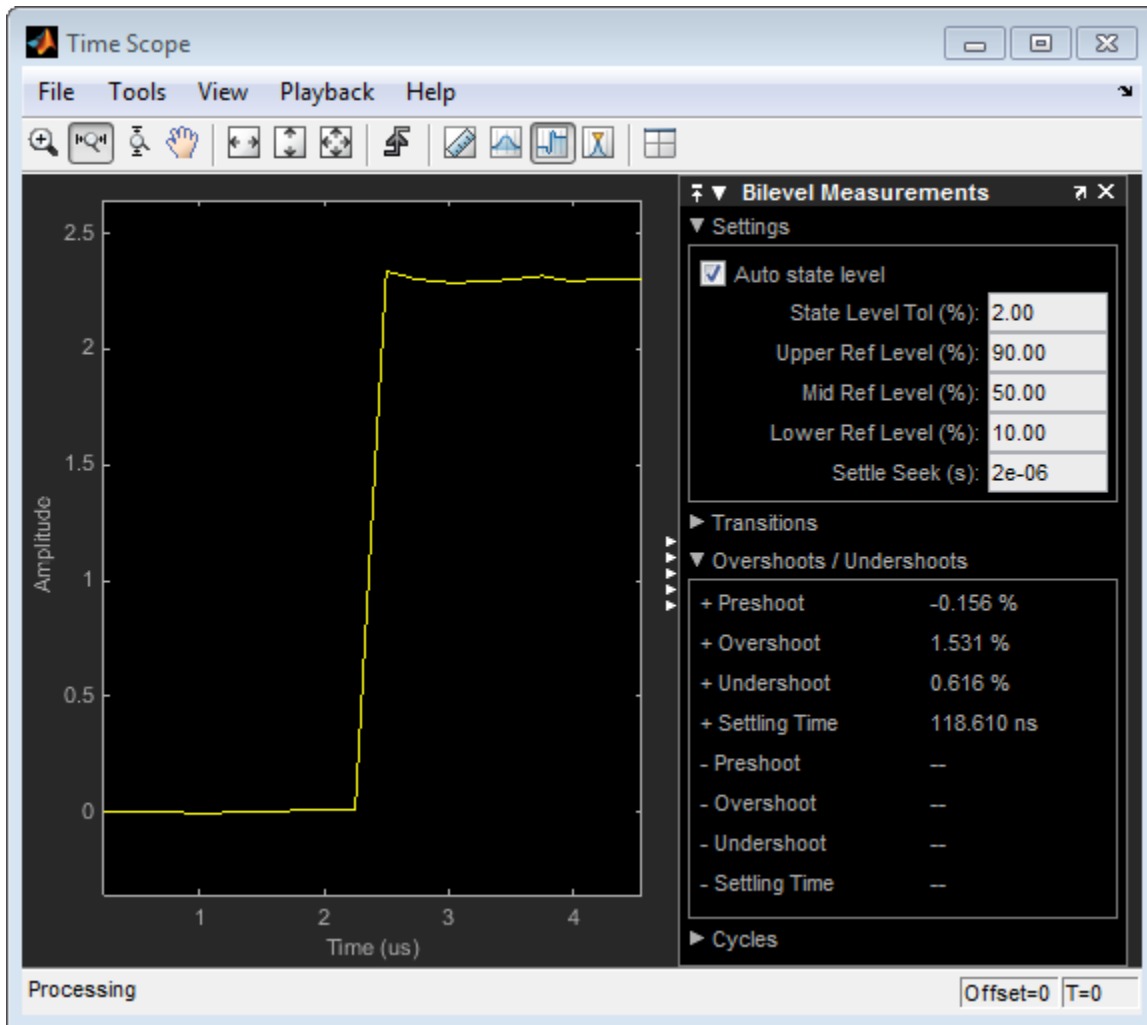 Time Scope
File Tools View Playback Help
2.5
2
1.5
1
0.5
0
Amplitude
1 2 3 4
Time (us)
Bilevel Measurements
Settings
Auto state level
State Level Tol (%): 2.00
Upper Ref Level (%): 90.00
Mid Ref Level (%): 50.00
Lower Ref Level (%): 10.00
Settle Seek (s): 2e-06
Transitions
Overshoots / Undershoots
+ Preshoot -0.156 %
+ Overshoot 1.531 %
+ Undershoot 0.616 %
+ Settling Time 118.610 ns
- Preshoot --
- Overshoot --
- Undershoot --
- Settling Time --
Cycles
Processing Offset=0 T=0